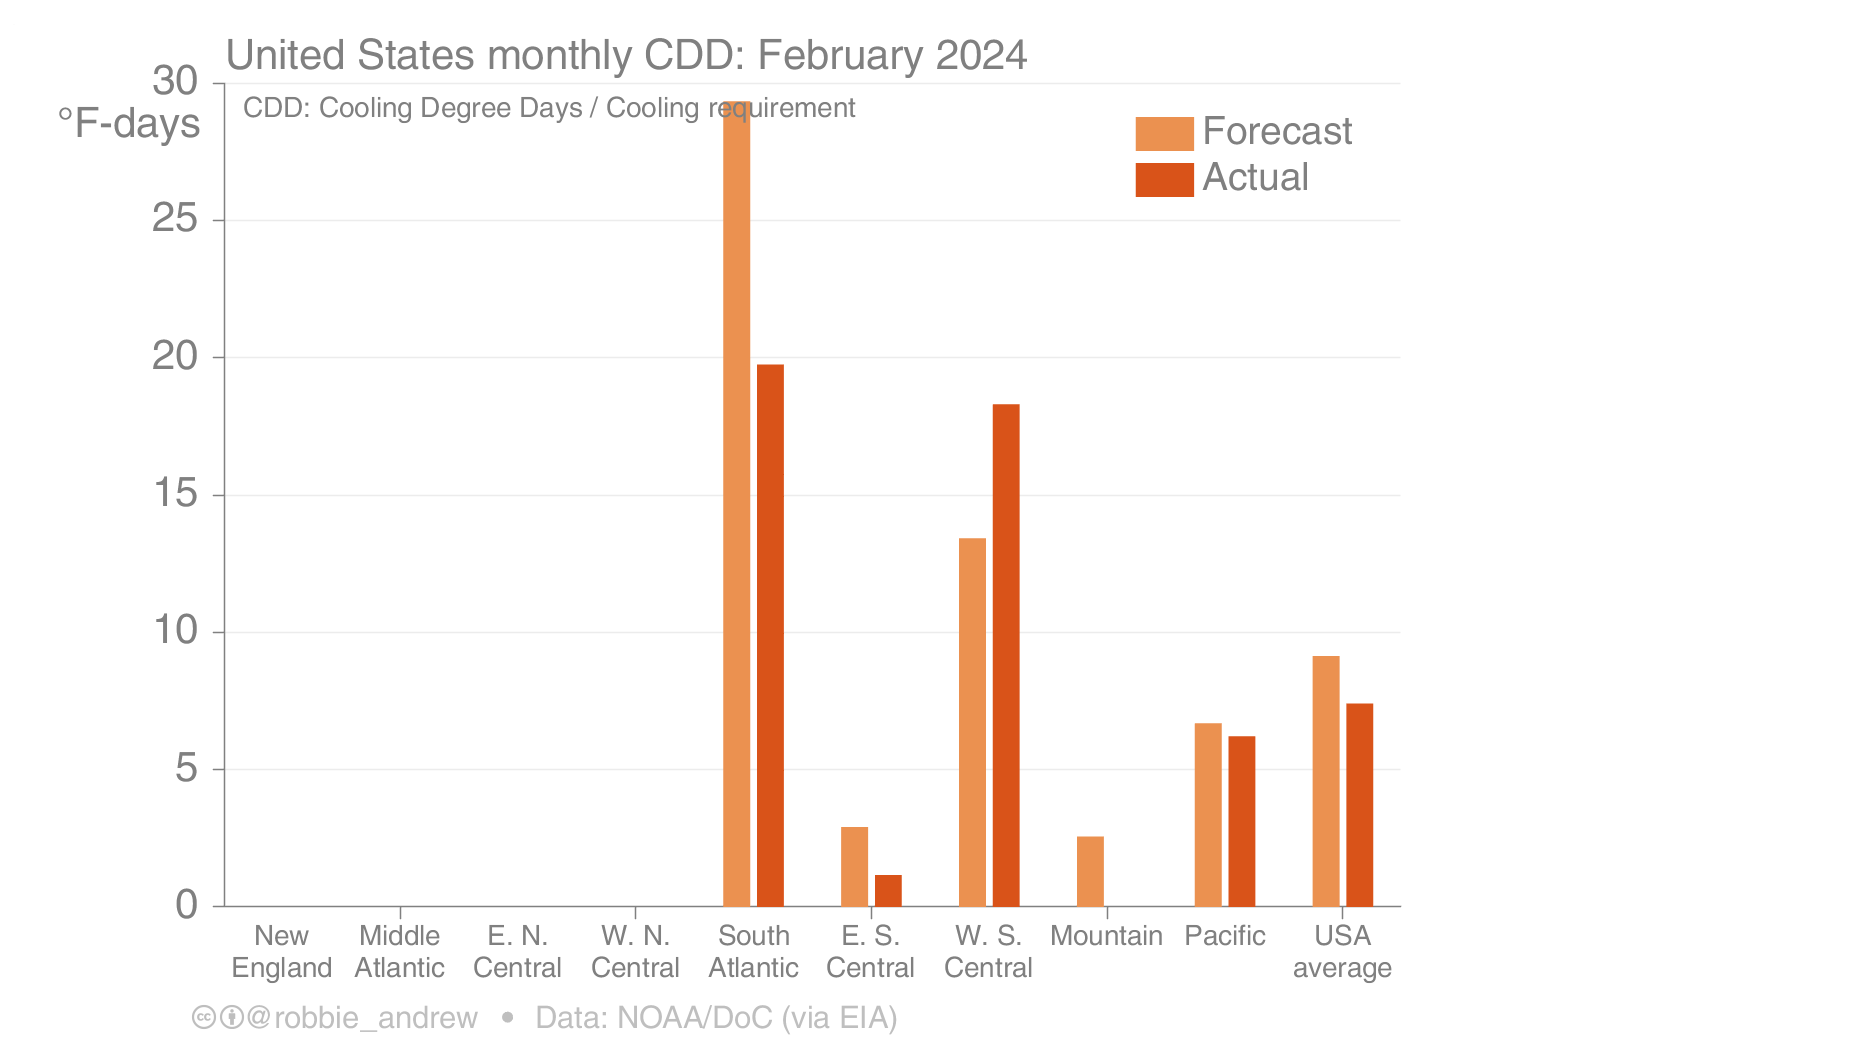 United States monthly CDD: February 2024
30
°F-days
CDD: Cooling Degree Days / Cooling requirement
Forecast
Actual
25
20
15
10
5
0
New England
Middle Atlantic
E. N. Central
W. N. Central
South Atlantic
E. S. Central
W. S. Central
Mountain
Pacific
USA average
cc @robbie_andrew • Data: NOAA/DoC (via EIA)